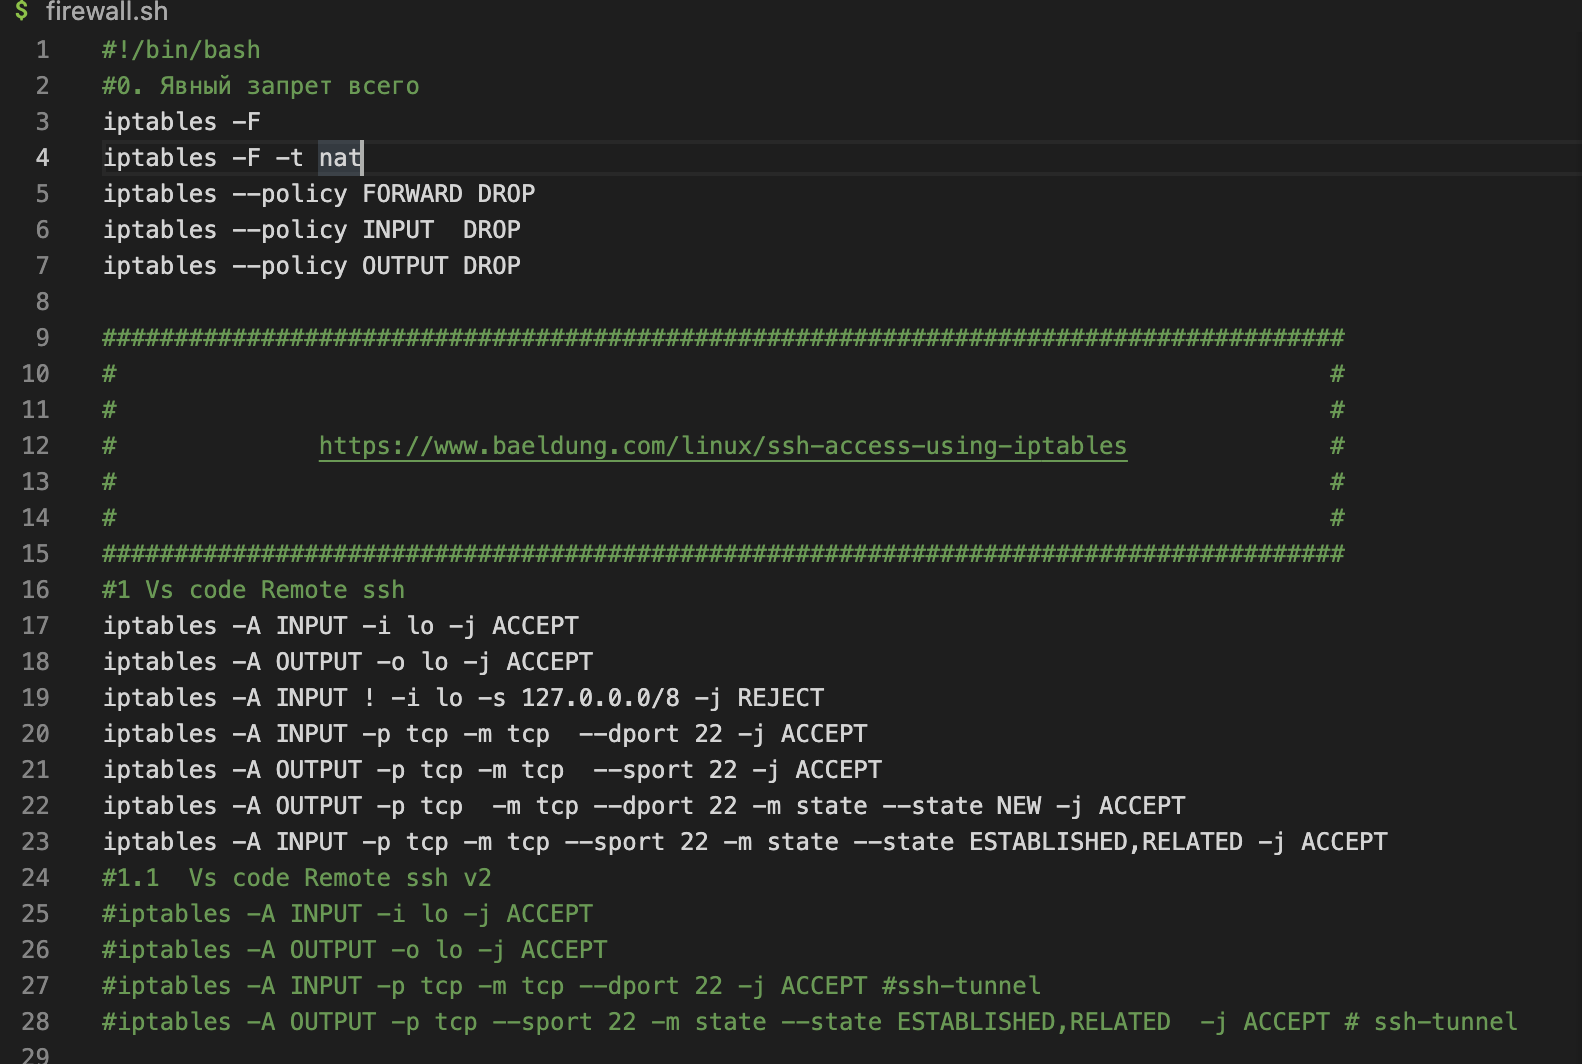 $ firewall.sh
1 #!/bin/bash
2 #0. Явный запрет всего
3 iptables -F
4 iptables -F -t nat
5 iptables --policy FORWARD DROP
6 iptables --policy INPUT  DROP
7 iptables --policy OUTPUT DROP
8
9 ######################################################################################
10 #                                                                                    #
11 #                                                                                    #
12 #              https://www.baeldung.com/linux/ssh-access-using-iptables              #
13 #                                                                                    #
14 #                                                                                    #
15 ######################################################################################
16 #1 Vs code Remote ssh
17 iptables -A INPUT -i lo -j ACCEPT
18 iptables -A OUTPUT -o lo -j ACCEPT
19 iptables -A INPUT ! -i lo -s 127.0.0.0/8 -j REJECT
20 iptables -A INPUT -p tcp -m tcp  --dport 22 -j ACCEPT
21 iptables -A OUTPUT -p tcp -m tcp  --sport 22 -j ACCEPT
22 iptables -A OUTPUT -p tcp  -m tcp --dport 22 -m state --state NEW -j ACCEPT
23 iptables -A INPUT -p tcp -m tcp --sport 22 -m state --state ESTABLISHED,RELATED -j ACCEPT
24 #1.1  Vs code Remote ssh v2
25 #iptables -A INPUT -i lo -j ACCEPT
26 #iptables -A OUTPUT -o lo -j ACCEPT
27 #iptables -A INPUT -p tcp -m tcp --dport 22 -j ACCEPT #ssh-tunnel
28 #iptables -A OUTPUT -p tcp --sport 22 -m state --state ESTABLISHED,RELATED  -j ACCEPT # ssh-tunnel
29